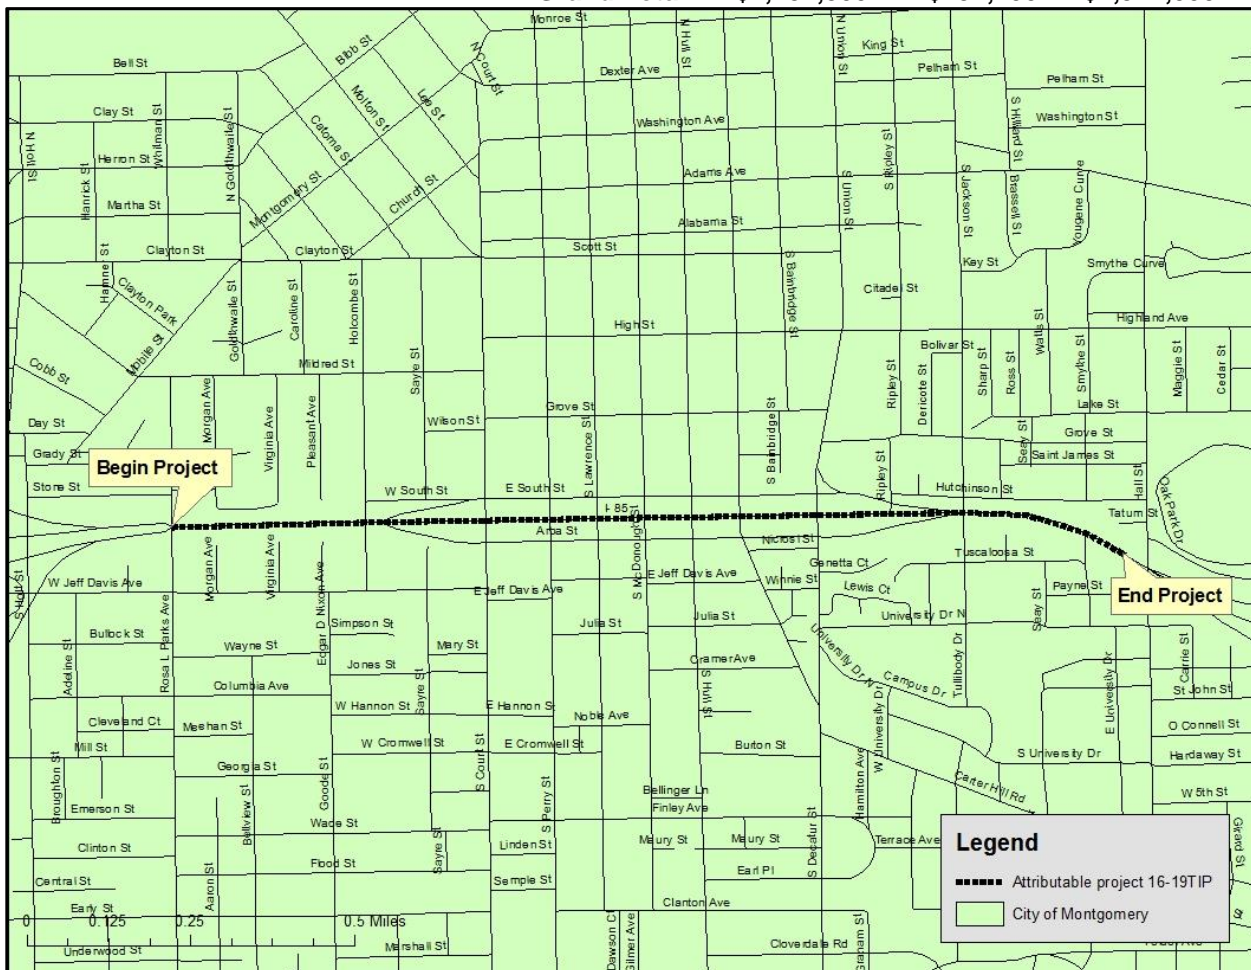 Monroe St
N Hull St
N Union St
King St
Bell St
Bibb St
N Court St
Dexter Ave
Pelham St
Pelham St
Clay St
Whitman St
N Goldthwaite St
Molton St
Lee St
Washington Ave
S Hilliard St
Washington St
N Holt St
Herron St
Catoma St
S Ripley St
Hanrick St
Montgomery St
Church St
Adams Ave
S Union St
S Jackson St
Brassell St
Yougene Curve
Martha St
Alabama St
Clayton St
Clayton St
Scott St
Key St
Smythe Curve
Hamner St
Clayton Park
Goldthwaite St
Caroline St
Holcombe St
S Bainbridge St
Citadel St
Mobile St
High St
Watts St
Highland Ave
Cobb St
Mildred St
Sayre St
Bolivar St
Ripley St
Dericote St
Sharp St
Ross St
Smythe St
Maggie St
Cedar St
Day St
Morgan Ave
Virginia Ave
Pleasant Ave
Wilson St
Grove St
S Lawrence St
S Bainbridge St
Lake St
Seay St
Grove St
Grady St
Begin Project
Saint James St
Stone St
W South St
E South St
Ripley St
Hutchinson St
Hall St
Oak Park Dr
I-85
Tatum St
Arba St
S McDonough St
Nicrosi St
Tuscaloosa St
S Holt St
W Jeff Davis Ave
Morgan Ave
Virginia Ave
Edgar D Nixon Ave
E Jeff Davis Ave
E Jeff Davis Ave
Winnie St
Genetta Ct
Lewis Ct
Seay St
Payne St
End Project
Adeline St
Bullock St
Rosa L Parks Ave
Wayne St
Simpson St
Mary St
Julia St
Julia St
University Dr N
University Dr N
Tullibody Dr
Jones St
Cramer Ave
Campus Dr
E University Dr
Carrie St
Columbia Ave
Sayre St
S Hull St
St John St
Cleveland Ct
Meehan St
W Hannon St
E Hannon St
Noble Ave
W University Dr
O Connell St
Mill St
W Cromwell St
S Court St
E Cromwell St
Burton St
S University Dr
Hardaway St
Broughton St
Georgia St
Goode St
S Perry St
Bellinger Ln
Hamilton Ave
Carter Hill Rd
W 5th St
Emerson St
Bellview St
Wade St
Finley Ave
S Decatur St
Girard St
Clinton St
Flood St
Sayre St
Linden St
Maury St
Maury St
Terrace Ave
Central St
Aaron St
Semple St
Earl Pl
Early St
Clanton Ave
0 0.125 0.25 0.5 Miles
Underwood St
Marshall St
Dawson Ct
Gilmer Ave
Cloverdale Rd
Graham St
Legend
Attributable project 16-19TIP
City of Montgomery